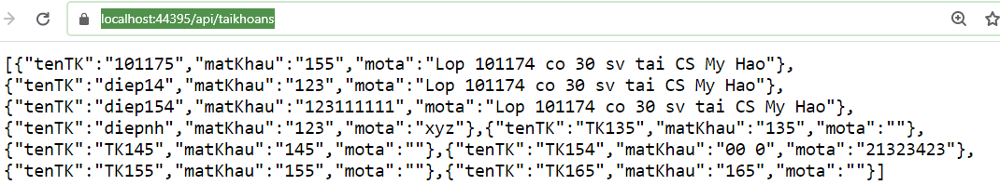 localhost:44395/api/taikhoans
[{"tenTK":"101175","matKhau":"155","mota":"Lop 101174 co 30 sv tai CS My Hao"},
{"tenTK":"diep14","matKhau":"123","mota":"Lop 101174 co 30 sv tai CS My Hao"},
{"tenTK":"diep154","matKhau":"123111111","mota":"Lop 101174 co 30 sv tai CS My Hao"},
{"tenTK":"diepnh","matKhau":"123","mota":"xyz"},{"tenTK":"TK135","matKhau":"135","mota":""},
{"tenTK":"TK145","matKhau":"145","mota":""},{"tenTK":"TK154","matKhau":"00 0","mota":"21323423"},
{"tenTK":"TK155","matKhau":"155","mota":""},{"tenTK":"TK165","matKhau":"165","mota":""}]